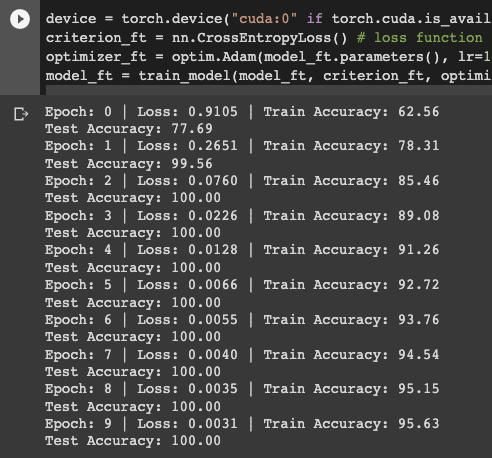 device = torch.device("cuda:0" if torch.cuda.is_avail
criterion_ft = nn.CrossEntropyLoss() # loss function
optimizer_ft = optim.Adam(model_ft.parameters(), lr=1
model_ft = train_model(model_ft, criterion_ft, optimi
Epoch: 0 | Loss: 0.9105 | Train Accuracy: 62.56
Test Accuracy: 77.69
Epoch: 1 | Loss: 0.2651 | Train Accuracy: 78.31
Test Accuracy: 99.56
Epoch: 2 | Loss: 0.0760 | Train Accuracy: 85.46
Test Accuracy: 100.00
Epoch: 3 | Loss: 0.0226 | Train Accuracy: 89.08
Test Accuracy: 100.00
Epoch: 4 | Loss: 0.0128 | Train Accuracy: 91.26
Test Accuracy: 100.00
Epoch: 5 | Loss: 0.0066 | Train Accuracy: 92.72
Test Accuracy: 100.00
Epoch: 6 | Loss: 0.0055 | Train Accuracy: 93.76
Test Accuracy: 100.00
Epoch: 7 | Loss: 0.0040 | Train Accuracy: 94.54
Test Accuracy: 100.00
Epoch: 8 | Loss: 0.0035 | Train Accuracy: 95.15
Test Accuracy: 100.00
Epoch: 9 | Loss: 0.0031 | Train Accuracy: 95.63
Test Accuracy: 100.00